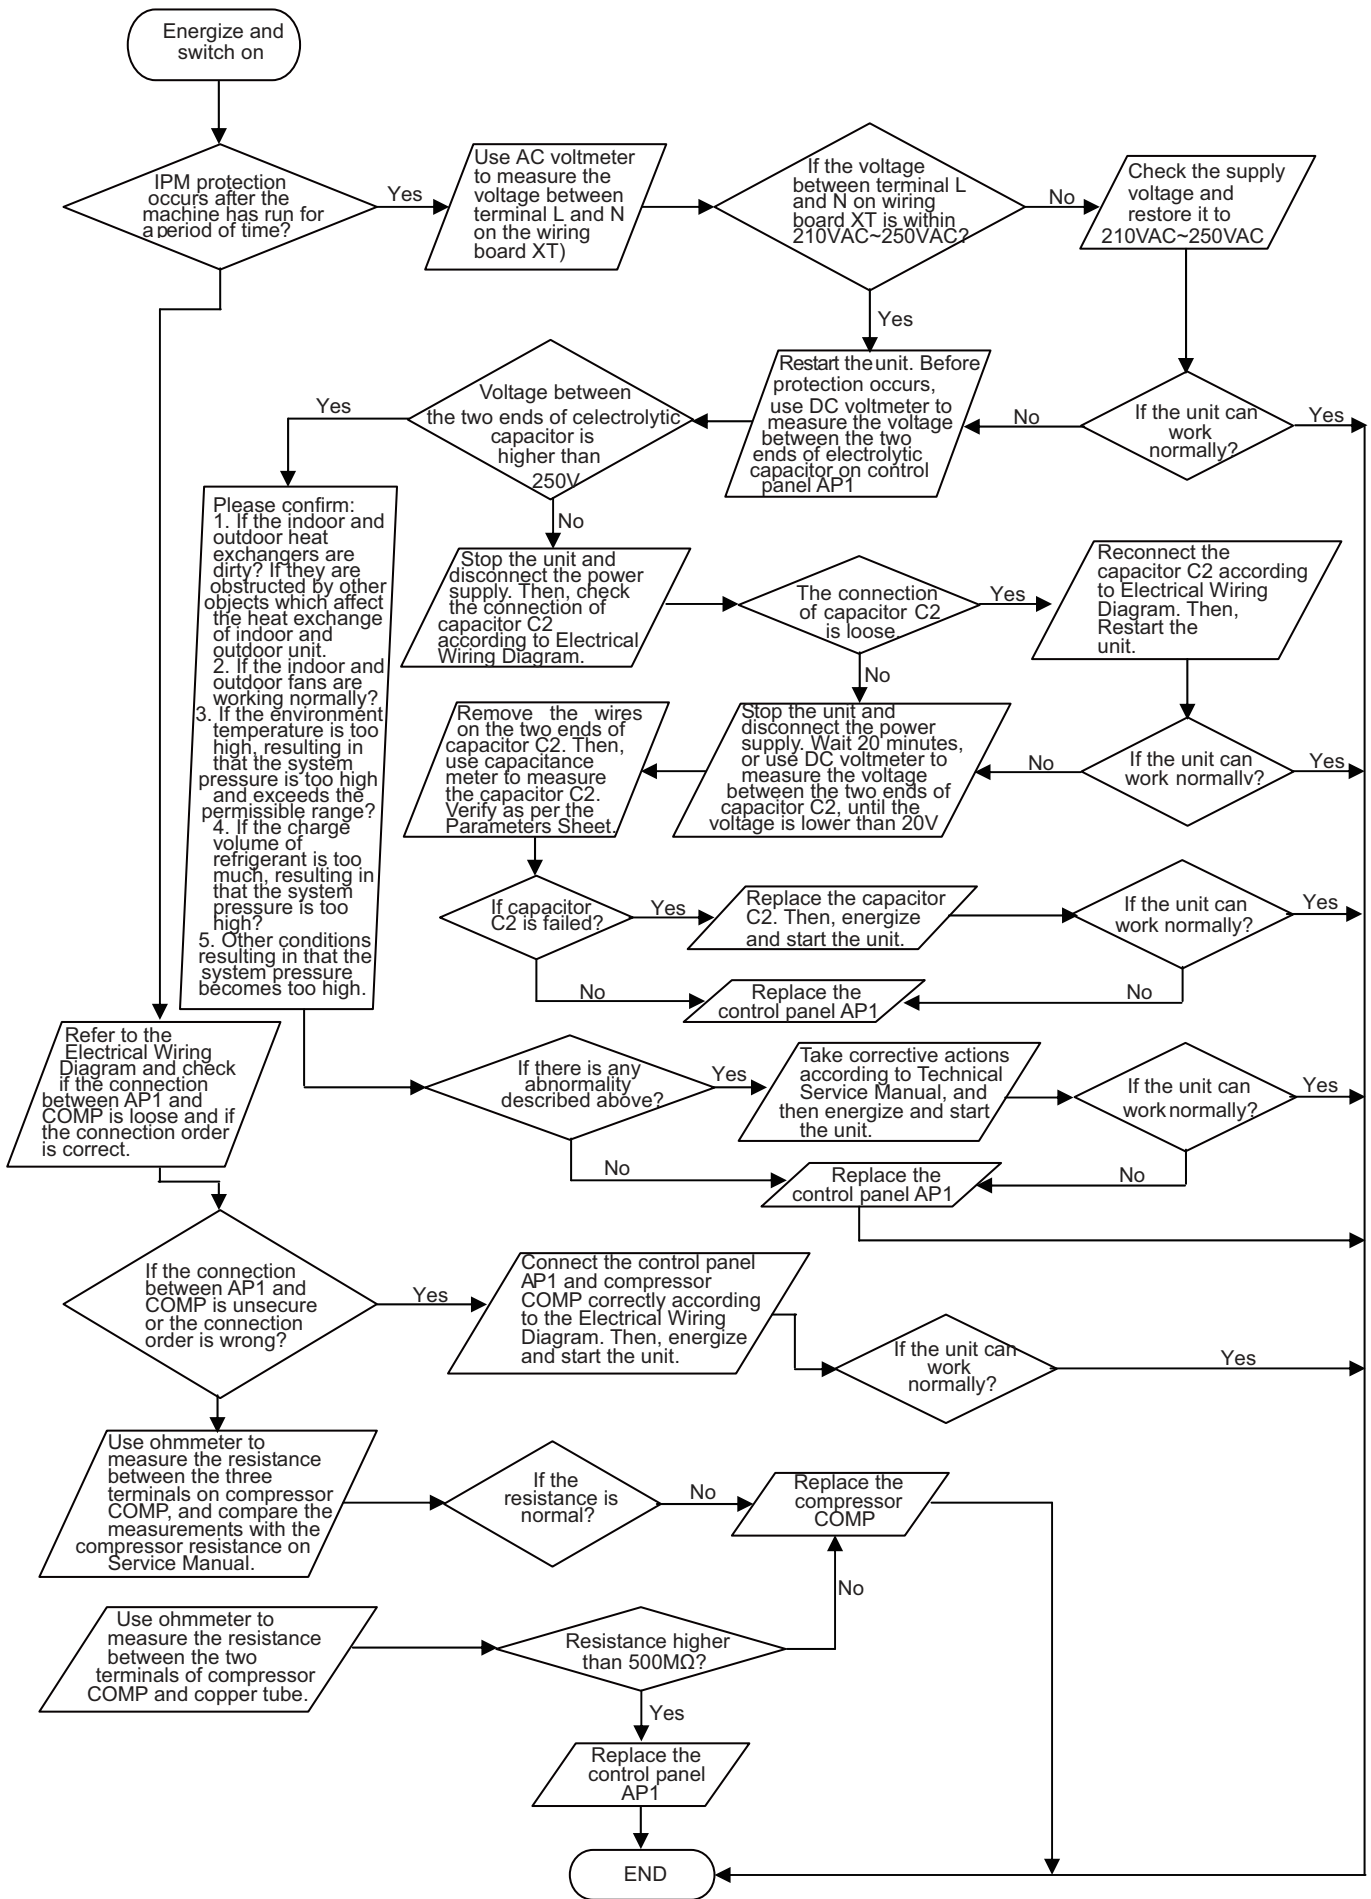 Energize and
switch on
IPM protection
occurs after the
machine has run for
a period of time?
Yes
Use AC voltmeter
to measure the
voltage between
terminal L and N
on the wiring
board XT)
If the voltage
between terminal L
and N on wiring
board XT is within
210VAC~250VAC?
No
Check the supply
voltage and
restore it to
210VAC~250VAC
Yes
Voltage between
the two ends of celectrolytic
capacitor is
higher than
250V
Yes
Restart the unit. Before
protection occurs,
use DC voltmeter to
measure the voltage
between the two
ends of electrolytic
capacitor on control
panel AP1
No
If the unit can
work
normally?
Yes
Please confirm:
1. If the indoor and
outdoor heat
exchangers are
dirty? If they are
obstructed by other
objects which affect
the heat exchange
of indoor and
outdoor unit.
2. If the indoor and
outdoor fans are
working normally?
3. If the environment
temperature is too
high, resulting in
that the system
pressure is too high
and exceeds the
permissible range?
4. If the charge
volume of
refrigerant is too
much, resulting in
that the system
pressure is too
high?
5. Other conditions
resulting in that the
system pressure
becomes too high.
No
Stop the unit and
disconnect the power
supply. Then, check
the connection of
capacitor C2
according to Electrical
Wiring Diagram.
The connection
of capacitor C2
is loose.
Yes
Reconnect the
capacitor C2 according
to Electrical Wiring
Diagram. Then,
Restart the
unit.
No
Remove the wires
on the two ends of
capacitor C2. Then,
use capacitance
meter to measure
the capacitor C2.
Verify as per the
Parameters Sheet.
Stop the unit and
disconnect the power
supply. Wait 20 minutes,
or use DC voltmeter to
measure the voltage
between the two ends of
capacitor C2, until the
voltage is lower than 20V
No
If the unit can
work normally?
Yes
If capacitor
C2 is failed?
Yes
Replace the capacitor
C2. Then, energize
and start the unit.
If the unit can
work normally?
Yes
No
Replace the
control panel AP1
No
Refer to the
Electrical Wiring
Diagram and check
if the connection
between AP1 and
COMP is loose and if
the connection order
is correct.
If there is any
abnormality
described above?
Yes
Take corrective actions
according to Technical
Service Manual, and
then energize and start
the unit.
If the unit can
work normally?
Yes
No
Replace the
control panel AP1
No
If the connection
between AP1 and
COMP is unsecure
or the connection
order is wrong?
Yes
Connect the control panel
AP1 and compressor
COMP correctly according
to the Electrical Wiring
Diagram. Then, energize
and start the unit.
If the unit can
work
normally?
Yes
Use ohmmeter to
measure the resistance
between the three
terminals on compressor
COMP, and compare the
measurements with the
compressor resistance on
Service Manual.
If the
resistance is
normal?
No
Replace the
compressor
COMP
No
Use ohmmeter to
measure the resistance
between the two
terminals of compressor
COMP and copper tube.
Resistance higher
than 500MΩ?
Yes
Replace the
control panel
AP1
END